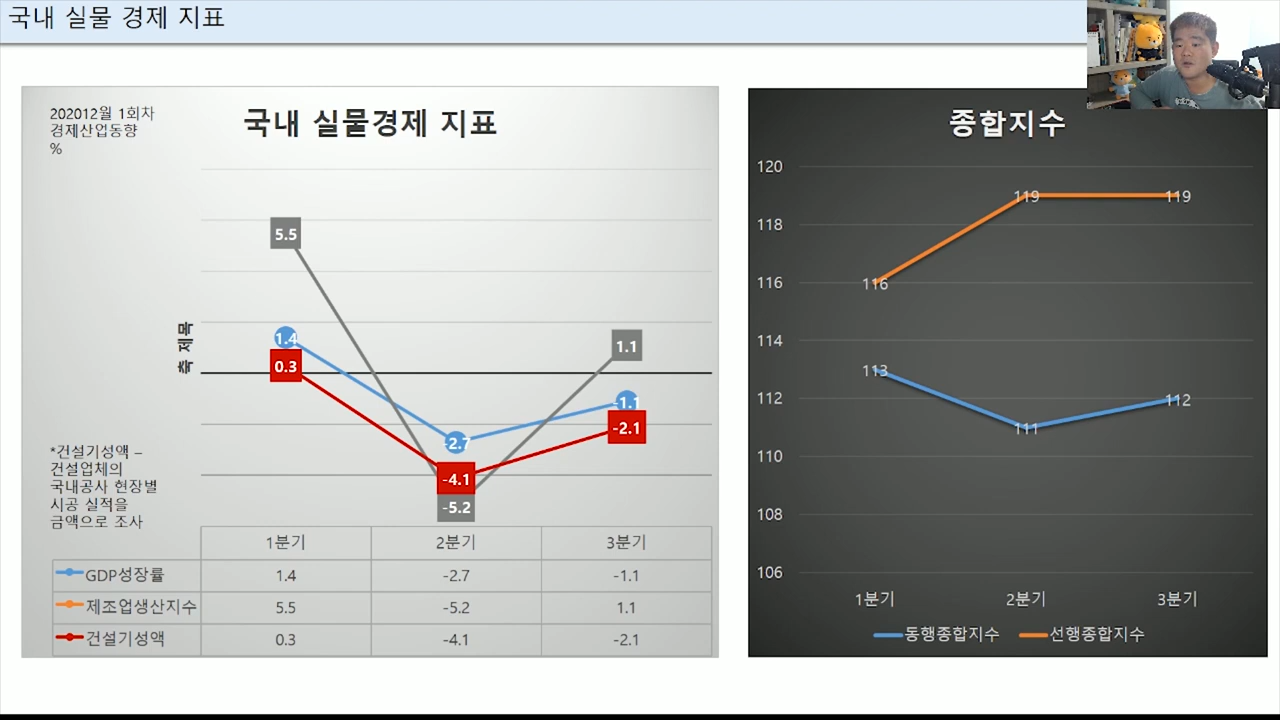 국내 실물 경제 지표
202012월 1회차
경제산업동향
%
국내 실물경제 지표
축 제목
5.5
1.4
0.3
-2.7
-4.1
-5.2
1.1
-1.1
-2.1
*건설기성액 –
건설업체의
국내공사 현장별
시공 실적을
금액으로 조사
1분기 2분기 3분기
GDP성장률 1.4 -2.7 -1.1
제조업생산지수 5.5 -5.2 1.1
건설기성액 0.3 -4.1 -2.1
종합지수
120
118
116
114
112
110
108
106
116 119 119
113 111 112
1분기 2분기 3분기
동행종합지수 선행종합지수